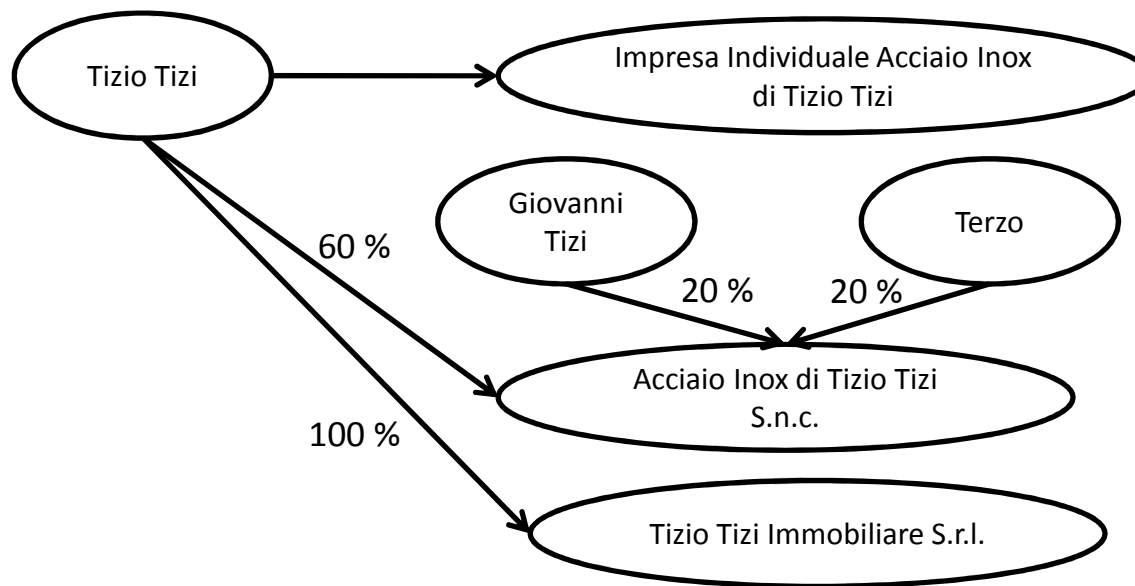 Tizio Tizi
Impresa Individuale Acciaio Inox
di Tizio Tizi
Giovanni
Tizi
Terzo
60 %
20 %
20 %
Acciaio Inox di Tizio Tizi
S.n.c.
100 %
Tizio Tizi Immobiliare S.r.l.